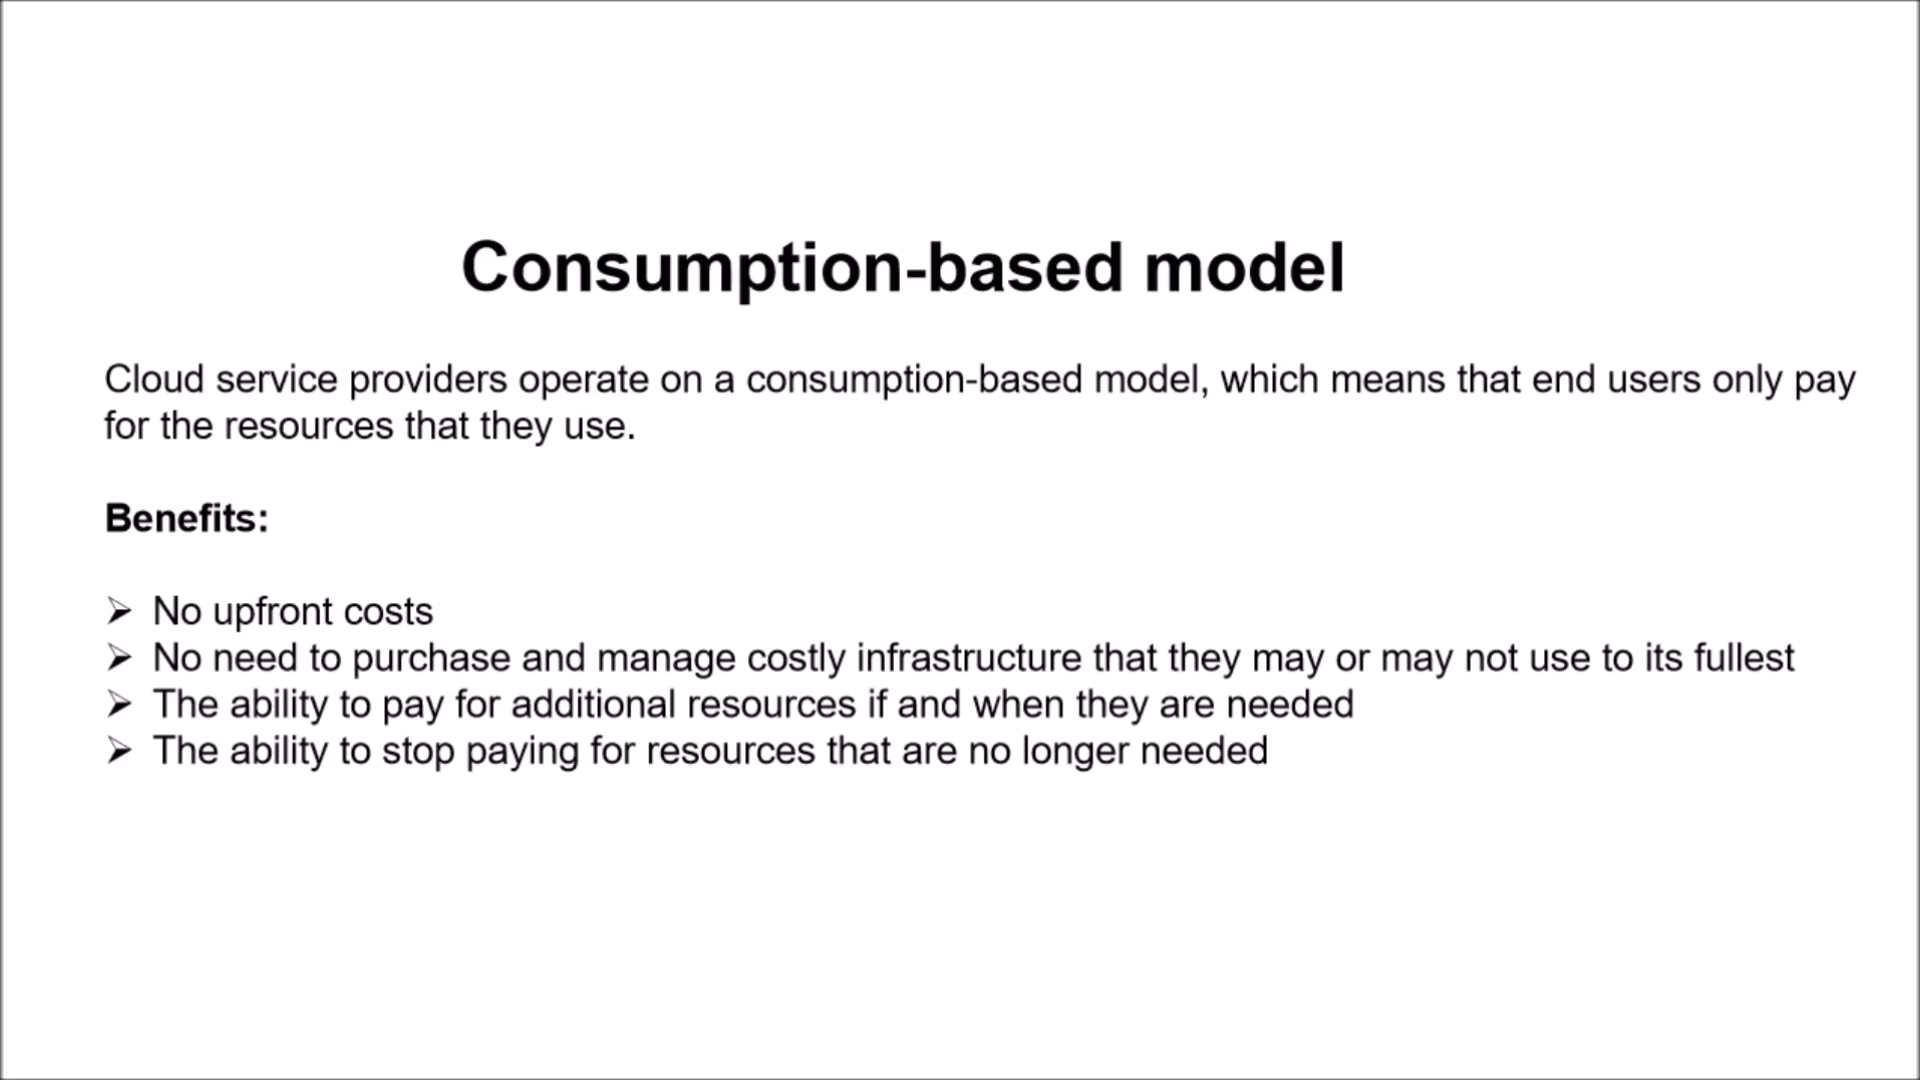 Consumption-based model
Cloud service providers operate on a consumption-based model, which means that end users only pay
for the resources that they use.
Benefits:
➢ No upfront costs
➢ No need to purchase and manage costly infrastructure that they may or may not use to its fullest
➢ The ability to pay for additional resources if and when they are needed
➢ The ability to stop paying for resources that are no longer needed